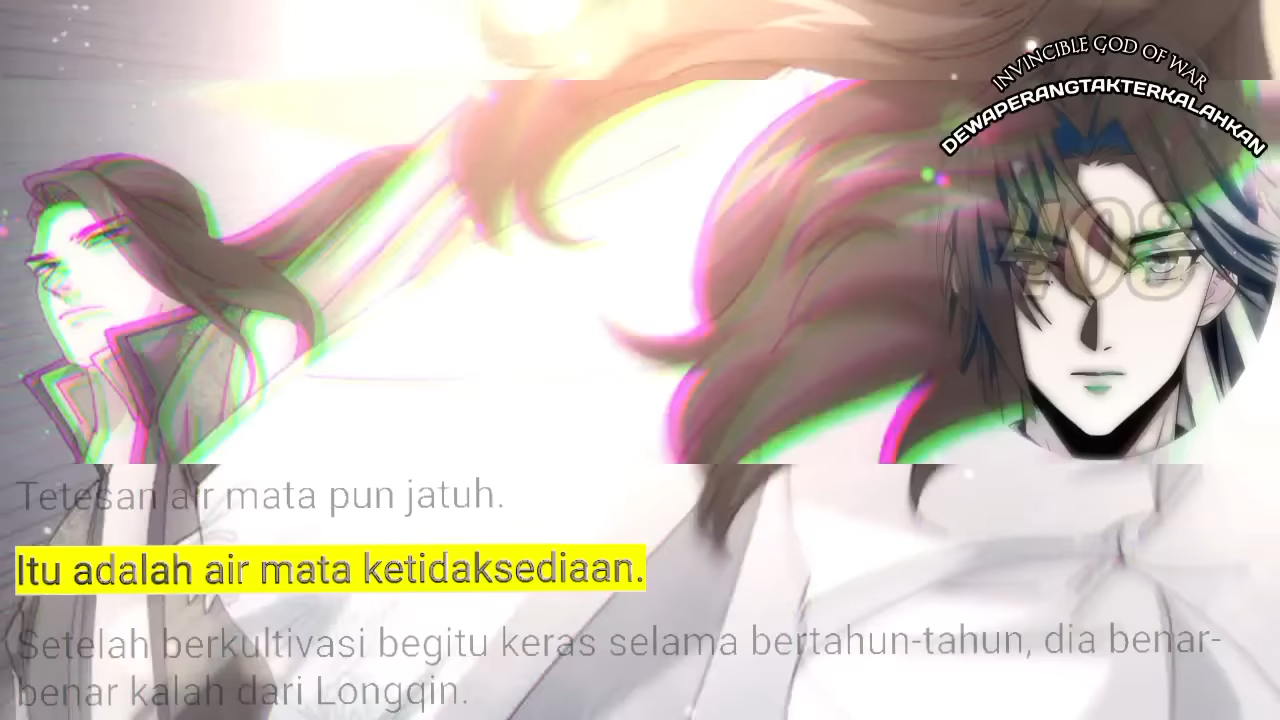 INVINCIBLE GOD OF WAR
DEWAPERANGTAKTERKALAHKAN
408
Tetesan air mata pun jatuh.
Itu adalah air mata ketidaksediaan.
Setelah berkultivasi begitu keras selama bertahun-tahun, dia benar-
benar kalah dari Longqin.